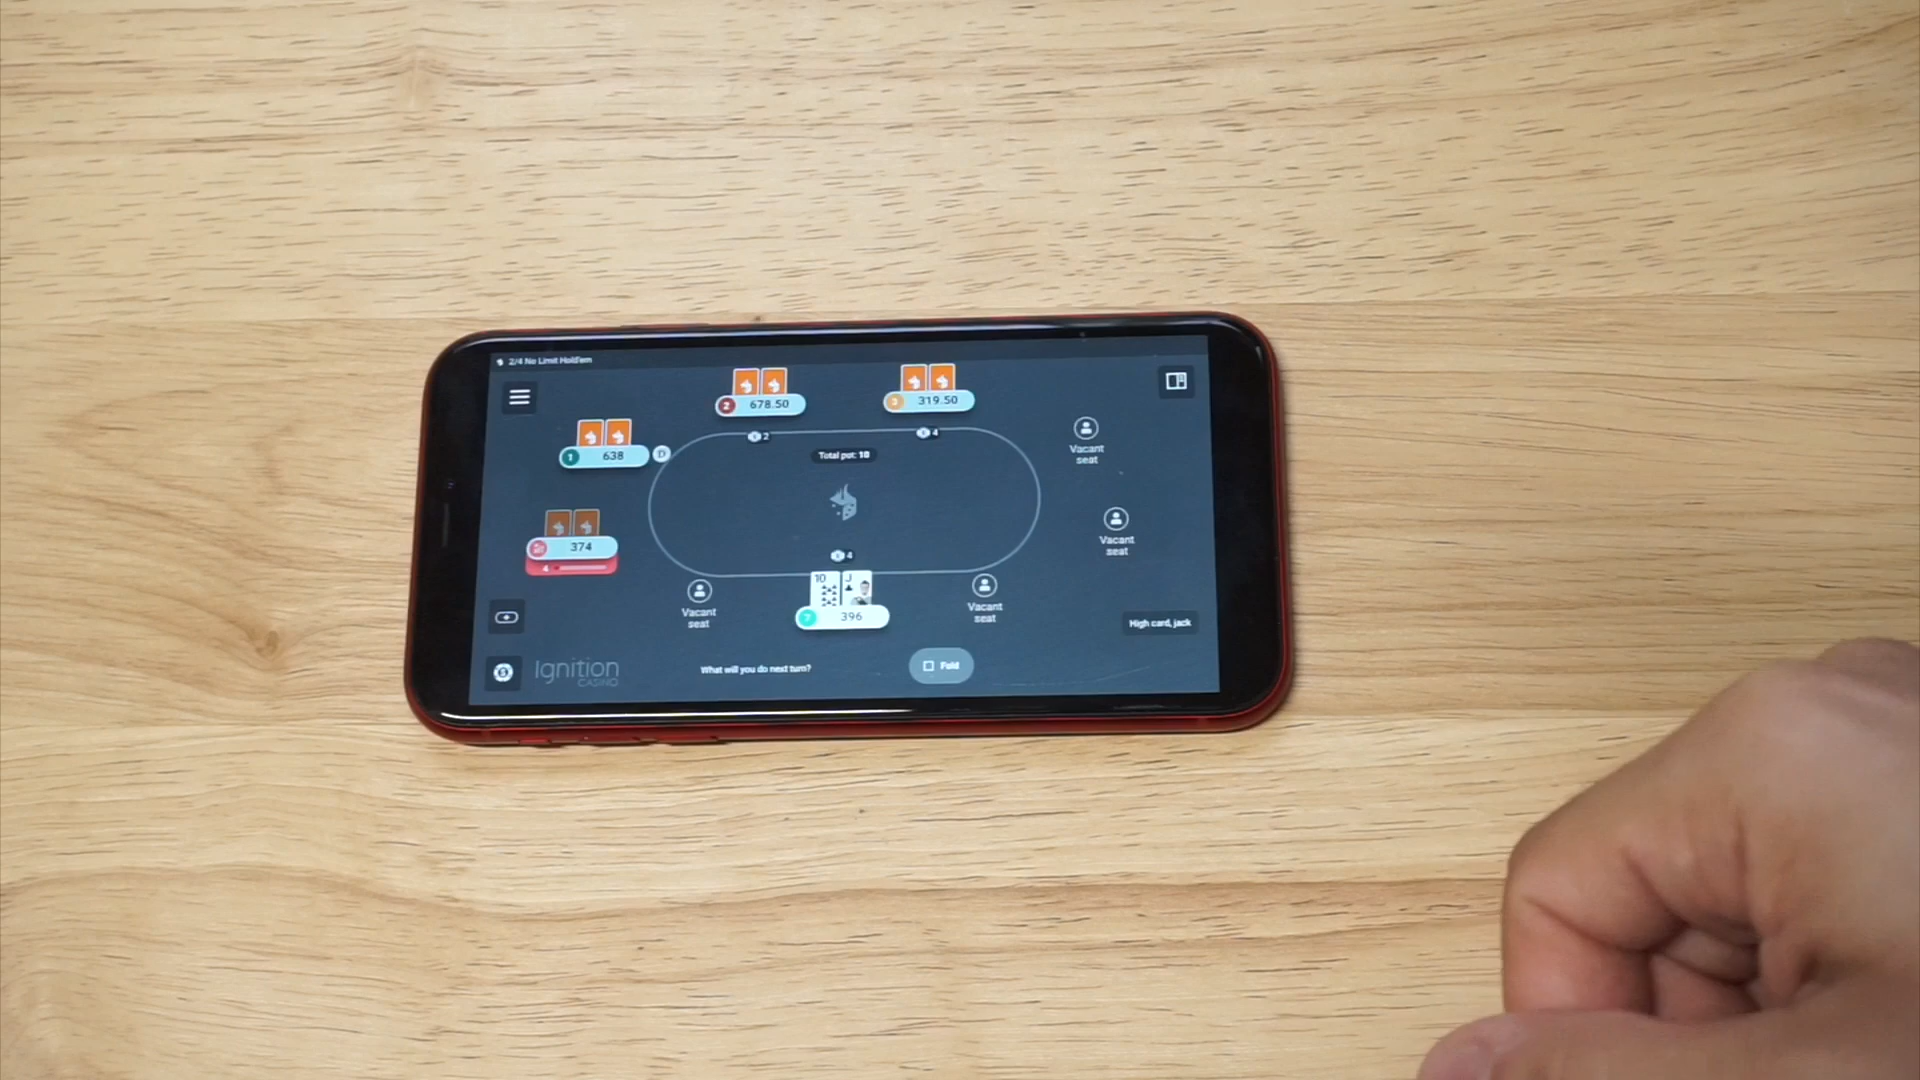 2/4 No Limit Hold'em
2 678.50
3 319.50
2
4
1 638
D
Total pot: 10
Vacant
seat
374
4
Vacant
seat
4
10 J
Vacant
seat
396
Vacant
seat
High card, jack
Ignition
CASINO
What will you do next turn?
Fold